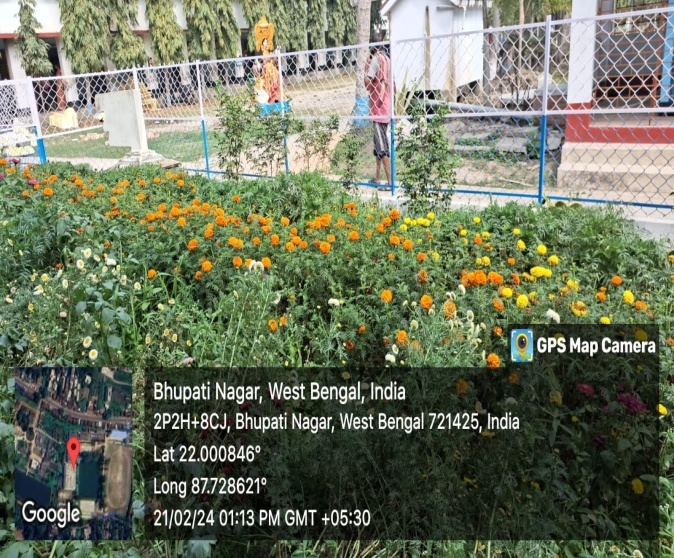 GPS Map Camera
Bhupati Nagar, West Bengal, India
2P2H+8CJ, Bhupati Nagar, West Bengal 721425, India
Lat 22.000846°
Long 87.728621°
21/02/24 01:13 PM GMT +05:30
Google